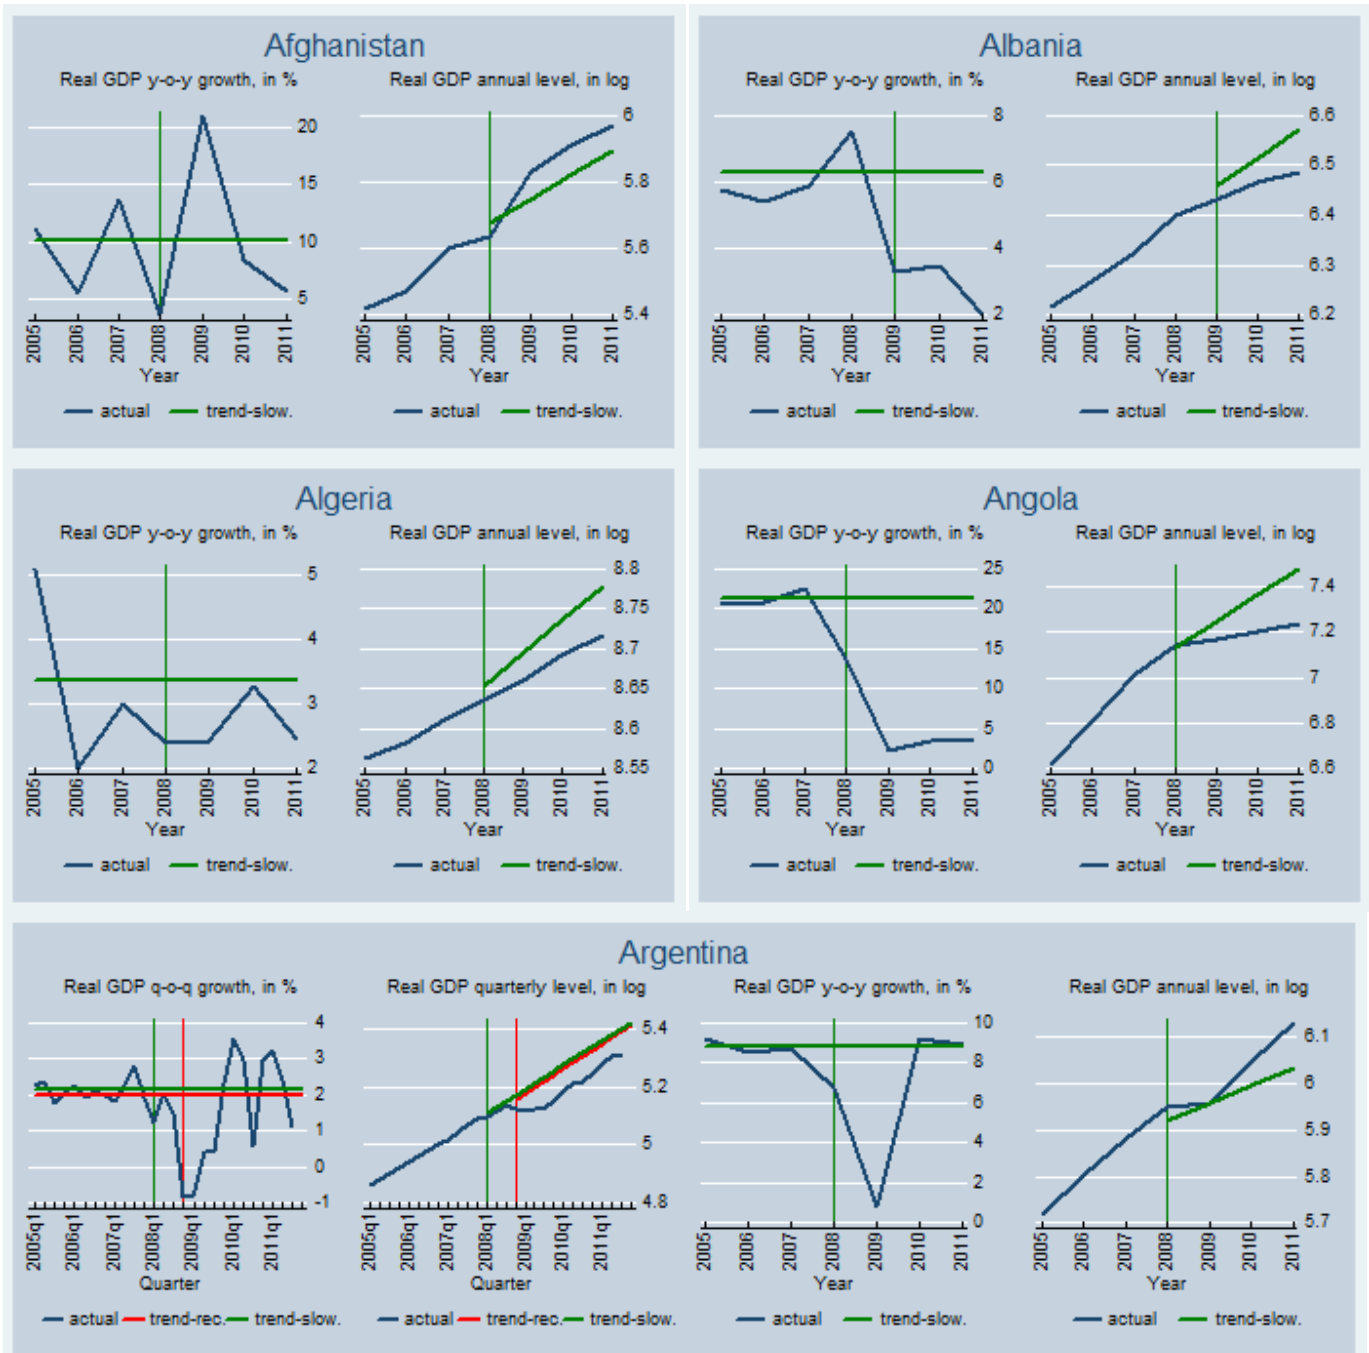 Afghanistan
Real GDP y-o-y growth, in %
Real GDP annual level, in log
20
15
10
5
2005 2006 2007 2008 2009 2010 2011
Year
6
5.8
5.6
5.4
2005 2006 2007 2008 2009 2010 2011
Year
actual trend-slow.
actual trend-slow.
Albania
Real GDP y-o-y growth, in %
Real GDP annual level, in log
8
6
4
2
2005 2006 2007 2008 2009 2010 2011
Year
6.6
6.5
6.4
6.3
6.2
2005 2006 2007 2008 2009 2010 2011
Year
actual trend-slow.
actual trend-slow.
Algeria
Real GDP y-o-y growth, in %
Real GDP annual level, in log
5
4
3
2
2005 2006 2007 2008 2009 2010 2011
Year
8.8
8.75
8.7
8.65
8.6
8.55
2005 2006 2007 2008 2009 2010 2011
Year
actual trend-slow.
actual trend-slow.
Angola
Real GDP y-o-y growth, in %
Real GDP annual level, in log
25
20
15
10
5
0
2005 2006 2007 2008 2009 2010 2011
Year
7.4
7.2
7
6.8
6.6
2005 2006 2007 2008 2009 2010 2011
Year
actual trend-slow.
actual trend-slow.
Argentina
Real GDP q-o-q growth, in %
Real GDP quarterly level, in log
Real GDP y-o-y growth, in %
Real GDP annual level, in log
4
3
2
1
0
-1
2005q1 2006q1 2007q1 2008q1 2009q1 2010q1 2011q1
Quarter
5.4
5.2
5
4.8
2005q1 2006q1 2007q1 2008q1 2009q1 2010q1 2011q1
Quarter
10
8
6
4
2
0
2005 2006 2007 2008 2009 2010 2011
Year
6.1
6
5.9
5.8
5.7
2005 2006 2007 2008 2009 2010 2011
Year
actual trend-rec. trend-slow.
actual trend-rec. trend-slow.
actual trend-slow.
actual trend-slow.